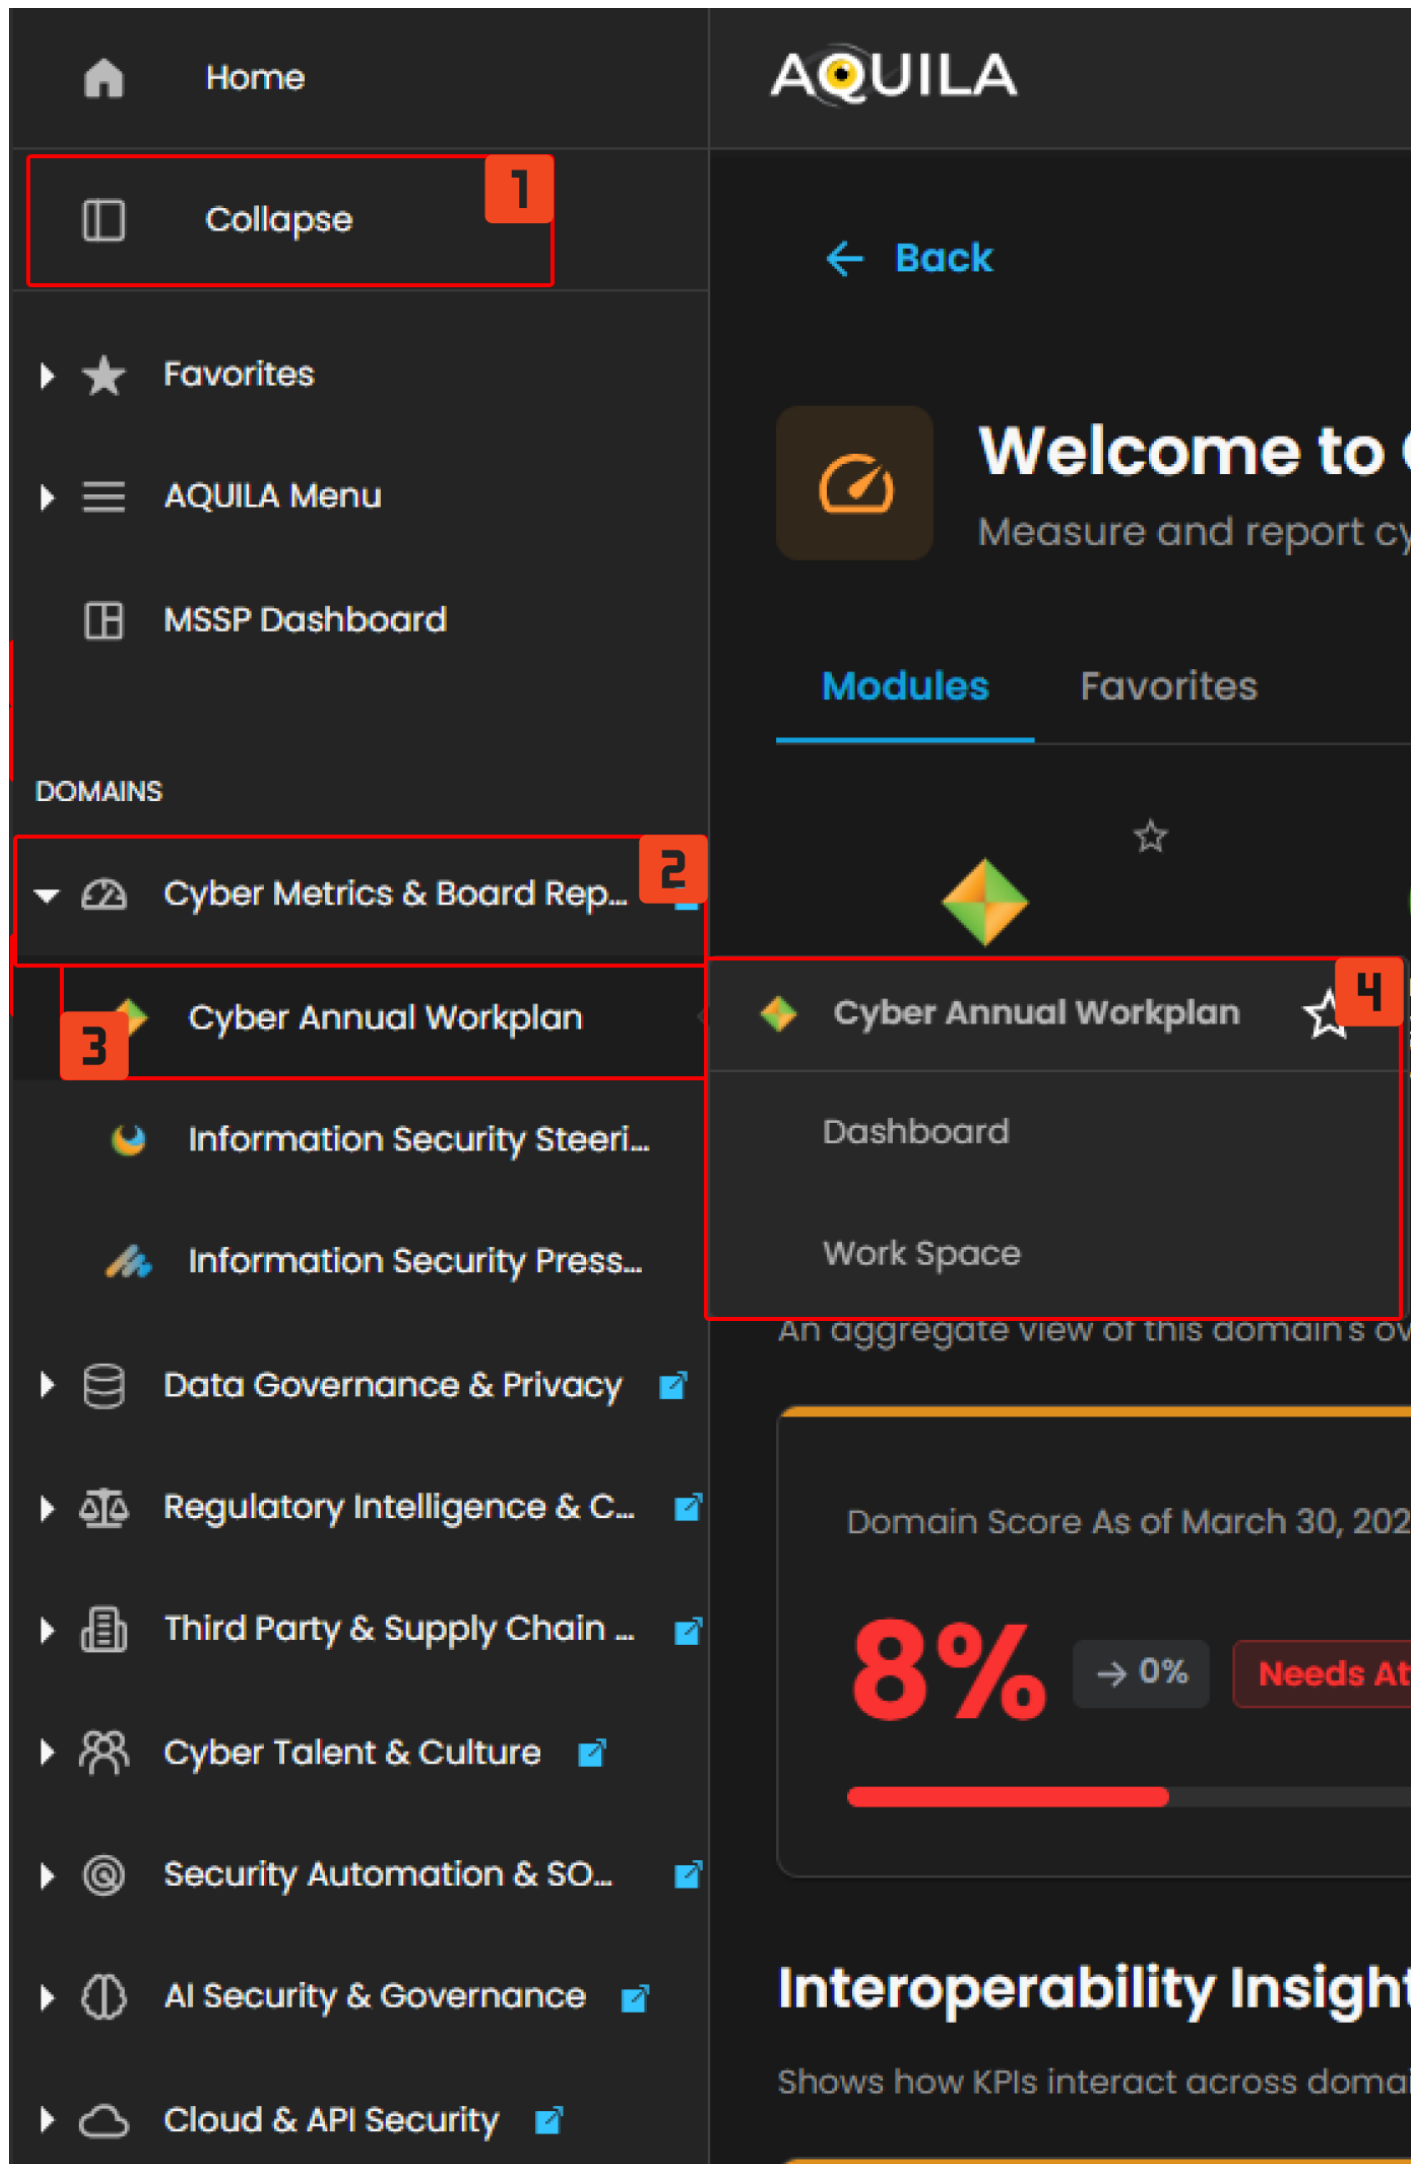 Home
Collapse
1
Favorites
AQUILA Menu
MSSP Dashboard
DOMAINS
Cyber Metrics & Board Rep...
2
Cyber Annual Workplan
3
Information Security Steeri...
Information Security Press...
Data Governance & Privacy
Regulatory Intelligence & C...
Third Party & Supply Chain ...
Cyber Talent & Culture
Security Automation & SO...
AI Security & Governance
Cloud & API Security
AQUILA
Back
Welcome to
Measure and report cy
Modules
Favorites
Cyber Annual Workplan
4
Dashboard
Work Space
An aggregate view of this domain's ov
Domain Score As of March 30, 202
8%
→ 0%
Needs At
Interoperability Insight
Shows how KPIs interact across domai